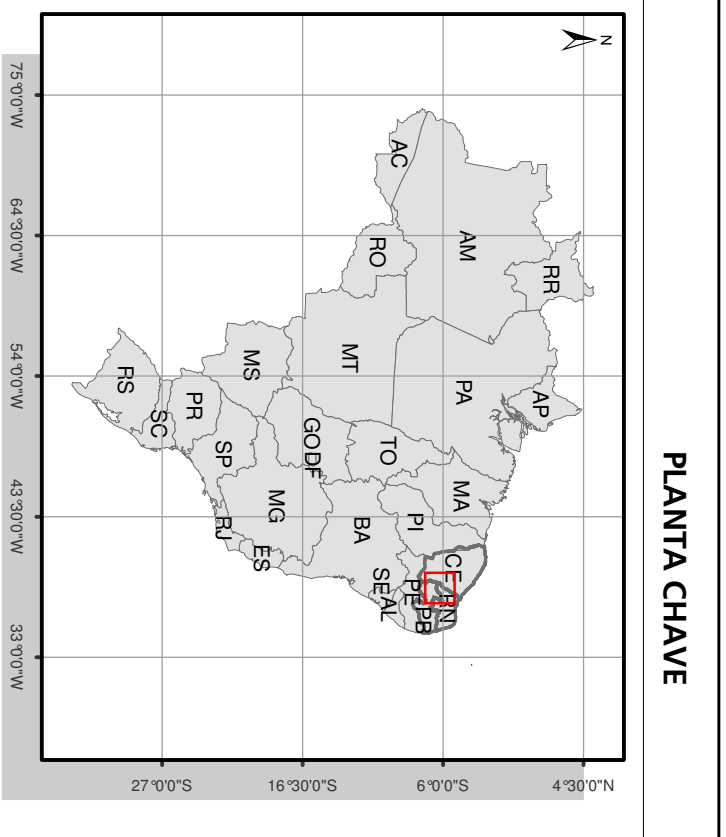 PLANTA CHAVE
N
4°30'0"N
6°0'0"S
16°30'0"S
27°0'0"S
75°0'0"W
64°30'0"W
54°0'0"W
43°30'0"W
33°0'0"W
RR
AP
AM
PA
MA
CE
RN
PB
PE
PI
AC
RO
TO
SE
AL
BA
MT
GO
DF
MG
ES
MS
SP
RJ
PR
SC
RS